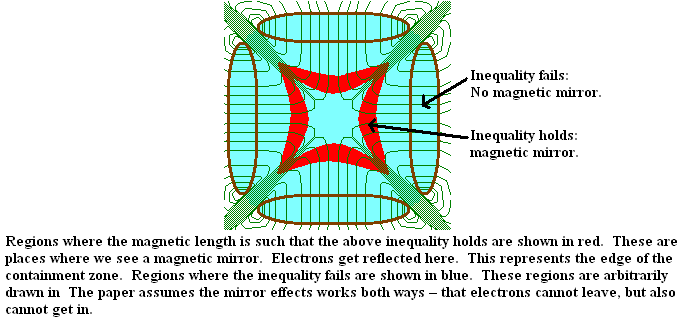 Inequality fails:
No magnetic mirror.
Inequality holds:
magnetic mirror.
Regions where the magnetic length is such that the above inequality holds are shown in red.  These are
places where we see a magnetic mirror.  Electrons get reflected here.  This represents the edge of the
containment zone.  Regions where the inequality fails are shown in blue.  These regions are arbitrarily
drawn in  The paper assumes the mirror effects works both ways – that electrons cannot leave, but also
cannot get in.